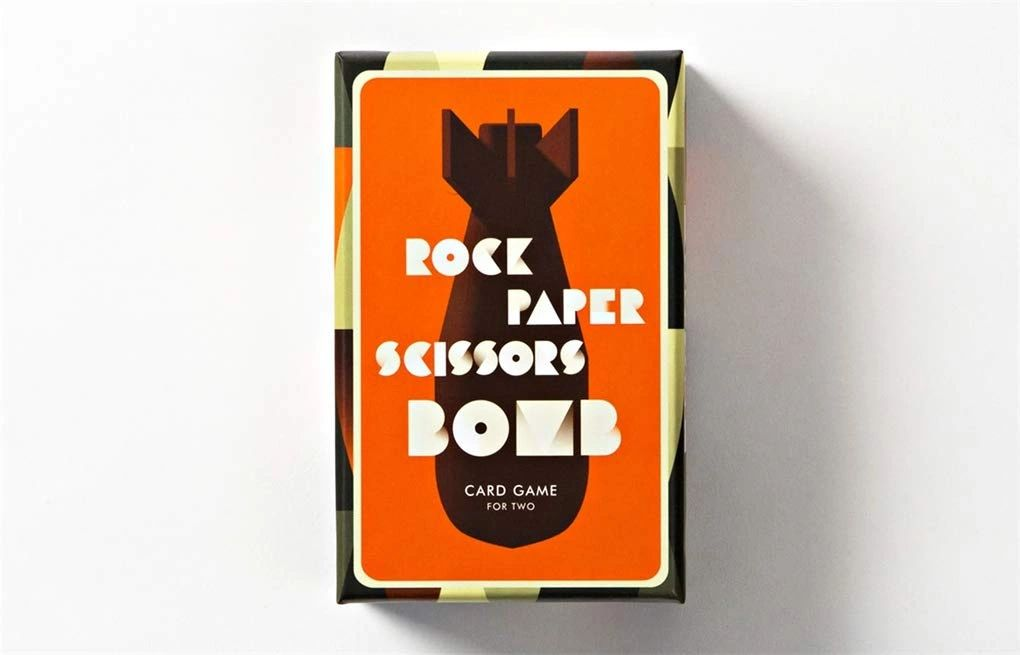 ROCK
PAPER
SCISSORS
BOMB
CARD GAME
FOR TWO